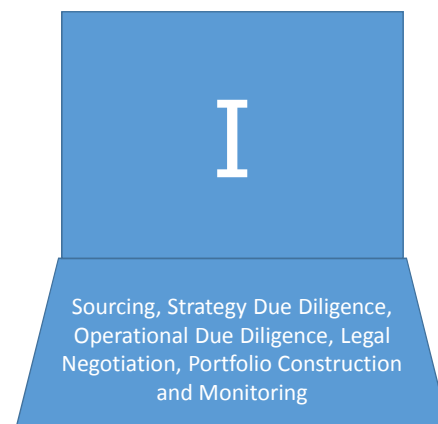 I
Sourcing, Strategy Due Diligence,
Operational Due Diligence, Legal
Negotiation, Portfolio Construction
and Monitoring